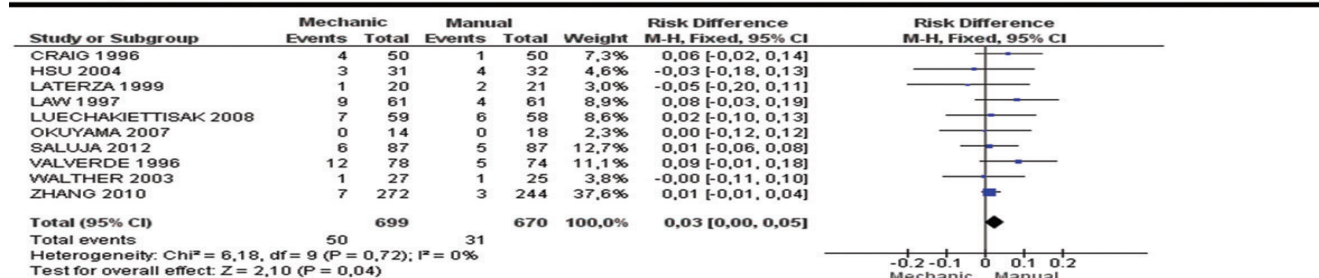 Mechanic Manual Risk Difference Risk Difference
Study or Subgroup Events Total Events Total Weight M-H, Fixed, 95% CI M-H, Fixed, 95% CI
CRAIG 1996 4 50 1 50 7,3% 0,06 [-0,02, 0,14]
HSU 2004 3 31 4 32 4,6% -0,03 [-0,18, 0,13]
LATERZA 1999 1 20 2 21 3,0% -0,05 [-0,20, 0,11]
LAW 1997 9 61 4 61 8,9% 0,08 [-0,03, 0,19]
LUECHAKIETTISAK 2008 7 59 6 58 8,6% 0,02 [-0,10, 0,13]
OKUYAMA 2007 0 14 0 18 2,3% 0,00 [-0,12, 0,12]
SALUJA 2012 6 87 5 87 12,7% 0,01 [-0,06, 0,08]
VALVERDE 1996 12 78 5 74 11,1% 0,09 [-0,01, 0,18]
WALTHER 2003 1 27 1 25 3,8% -0,00 [-0,11, 0,10]
ZHANG 2010 7 272 3 244 37,6% 0,01 [-0,01, 0,04]
Total (95% CI) 699 670 100,0% 0,03 [0,00, 0,05]
Total events 50 31
Heterogeneity: Chi² = 6,18, df = 9 (P = 0,72); I² = 0%
Test for overall effect: Z = 2,10 (P = 0,04)
-0.2 -0.1 0 0.1 0.2
Mechanic Manual